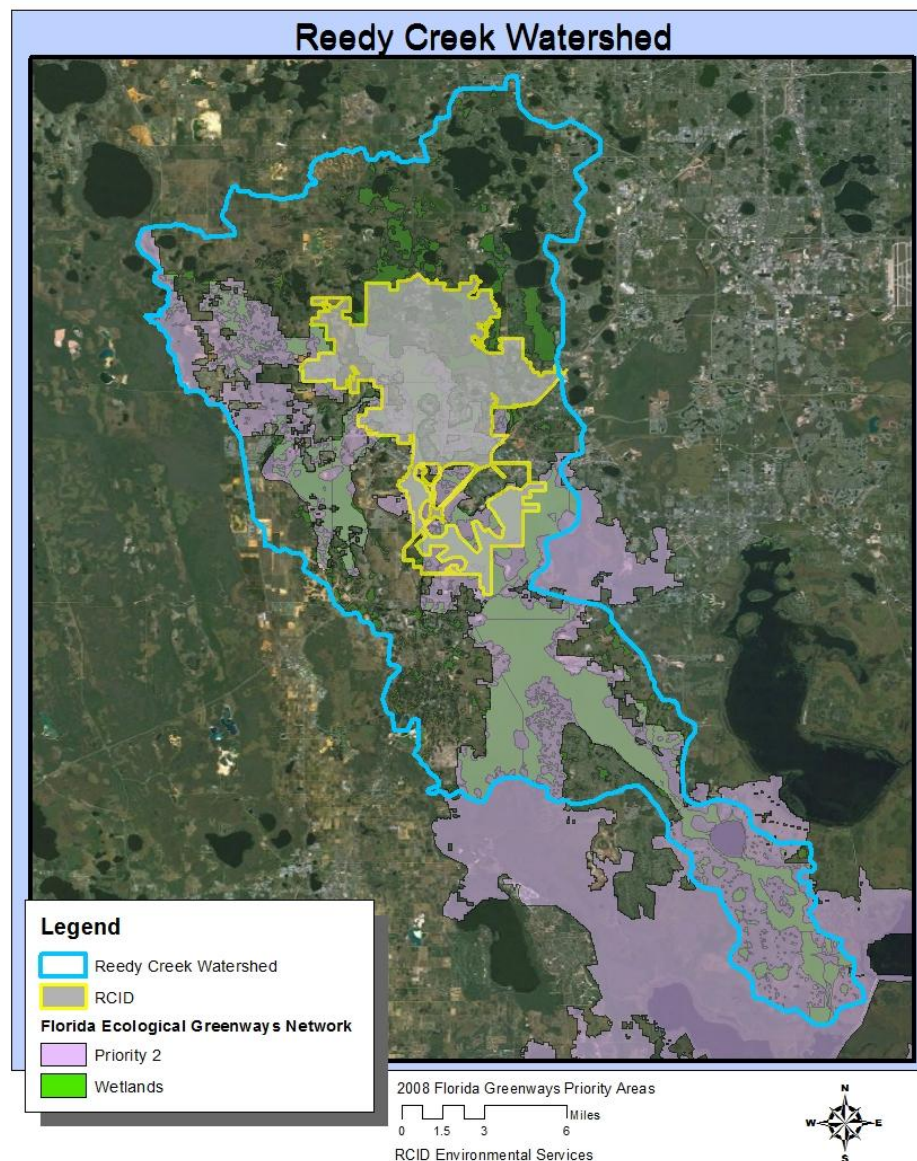 Reedy Creek Watershed
Legend
Reedy Creek Watershed
RCID
Florida Ecological Greenways Network
Priority 2
Wetlands
2008 Florida Greenways Priority Areas
Miles
0 1.5 3 6
RCID Environmental Services
N
W E
S